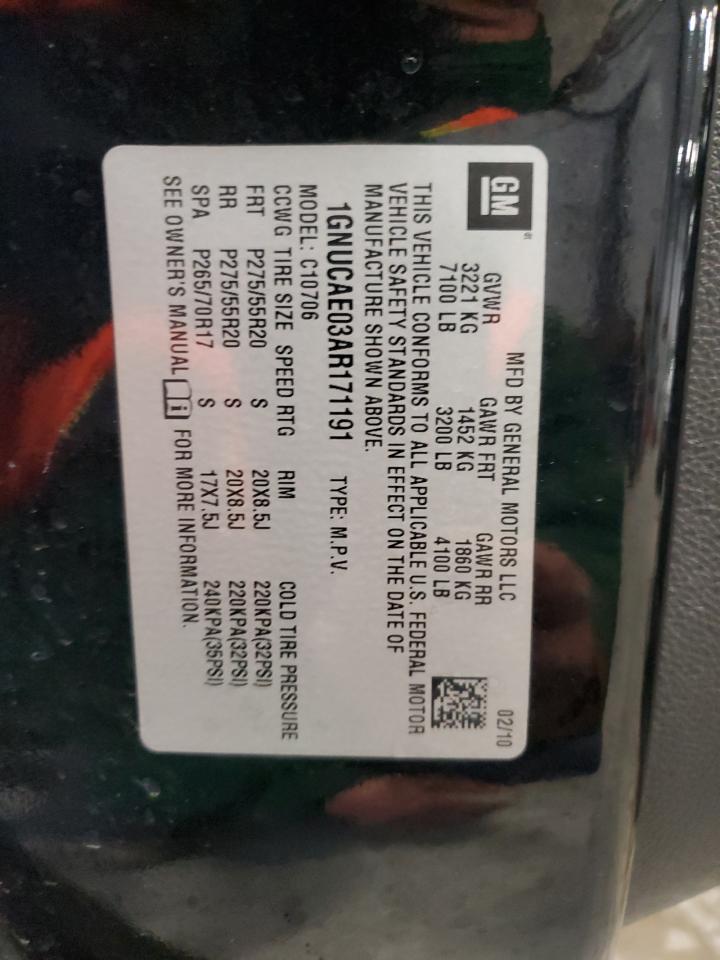 GM
MFD BY GENERAL MOTORS LLC 02/10
GVWR GAWR FRT GAWR RR
3221 KG 1452 KG 1860 KG
7100 LB 3200 LB 4100 LB
THIS VEHICLE CONFORMS TO ALL APPLICABLE U.S. FEDERAL MOTOR
VEHICLE SAFETY STANDARDS IN EFFECT ON THE DATE OF
MANUFACTURE SHOWN ABOVE.
1GNUCAE03AR171191 TYPE: M.P.V.
MODEL: C10706
CCWG TIRE SIZE SPEED RTG RIM COLD TIRE PRESSURE
FRT P275/55R20 S 20X8.5J 220KPA(32PSI)
RR P275/55R20 S 20X8.5J 220KPA(32PSI)
SPA P265/70R17 S 17X7.5J 240KPA(35PSI)
SEE OWNER'S MANUAL i FOR MORE INFORMATION.